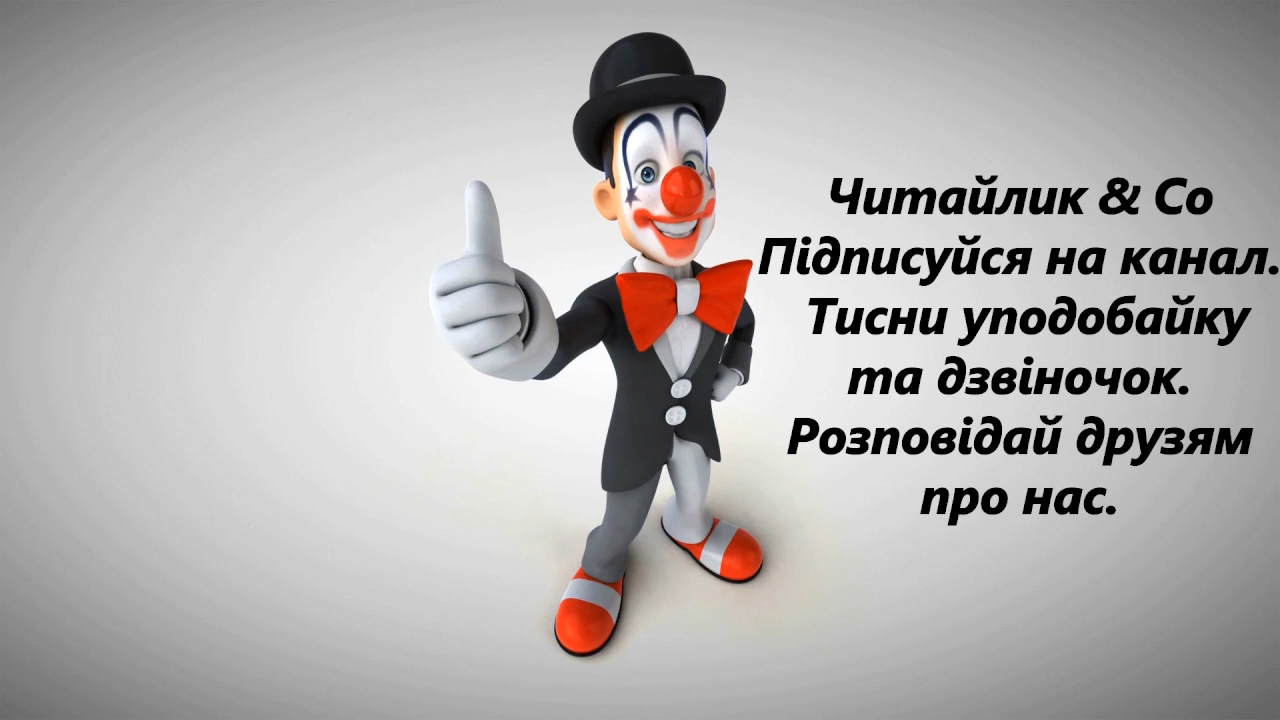 Читайлик & Co
Підписуйся на канал.
Тисни уподобайку
та дзвіночок.
Розповідай друзям
про нас.